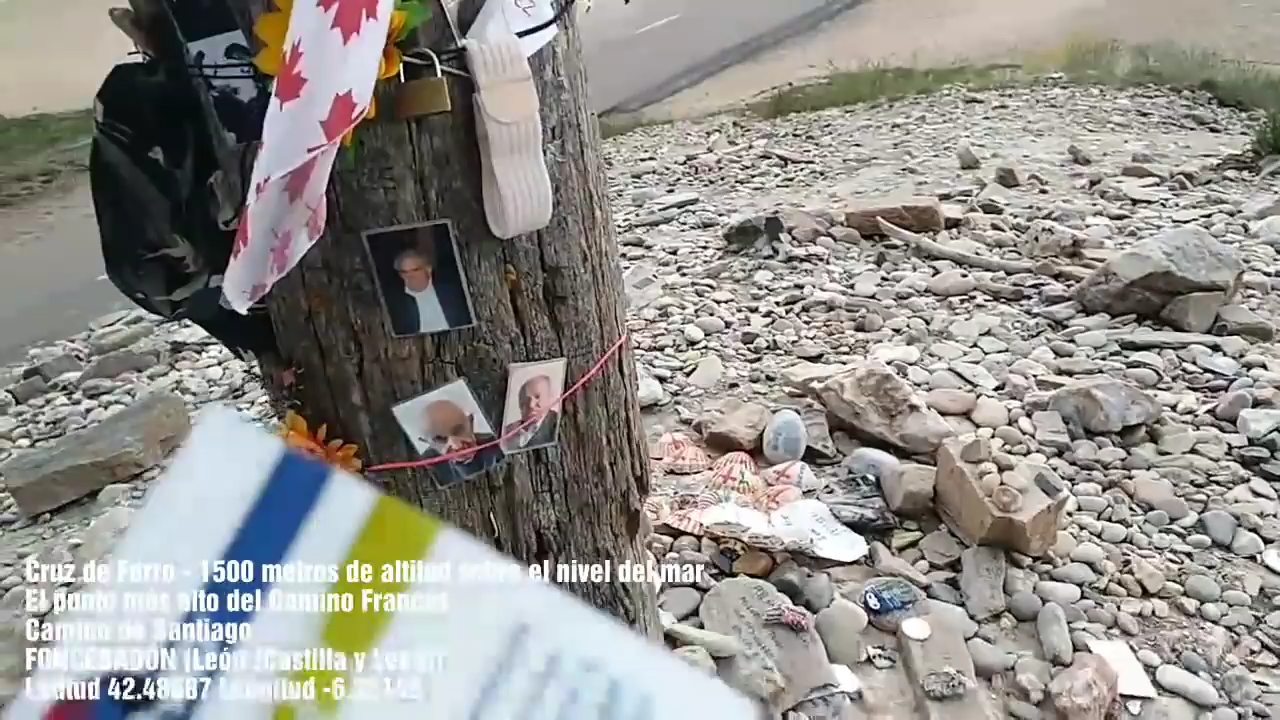 Cruz de Ferro - 1500 metros de altitud sobre el nivel del mar
El punto más alto del Camino Frances
Camino de Santiago
FONCEBADON (León )Castilla y León
Latitud 42.48887 Longitud